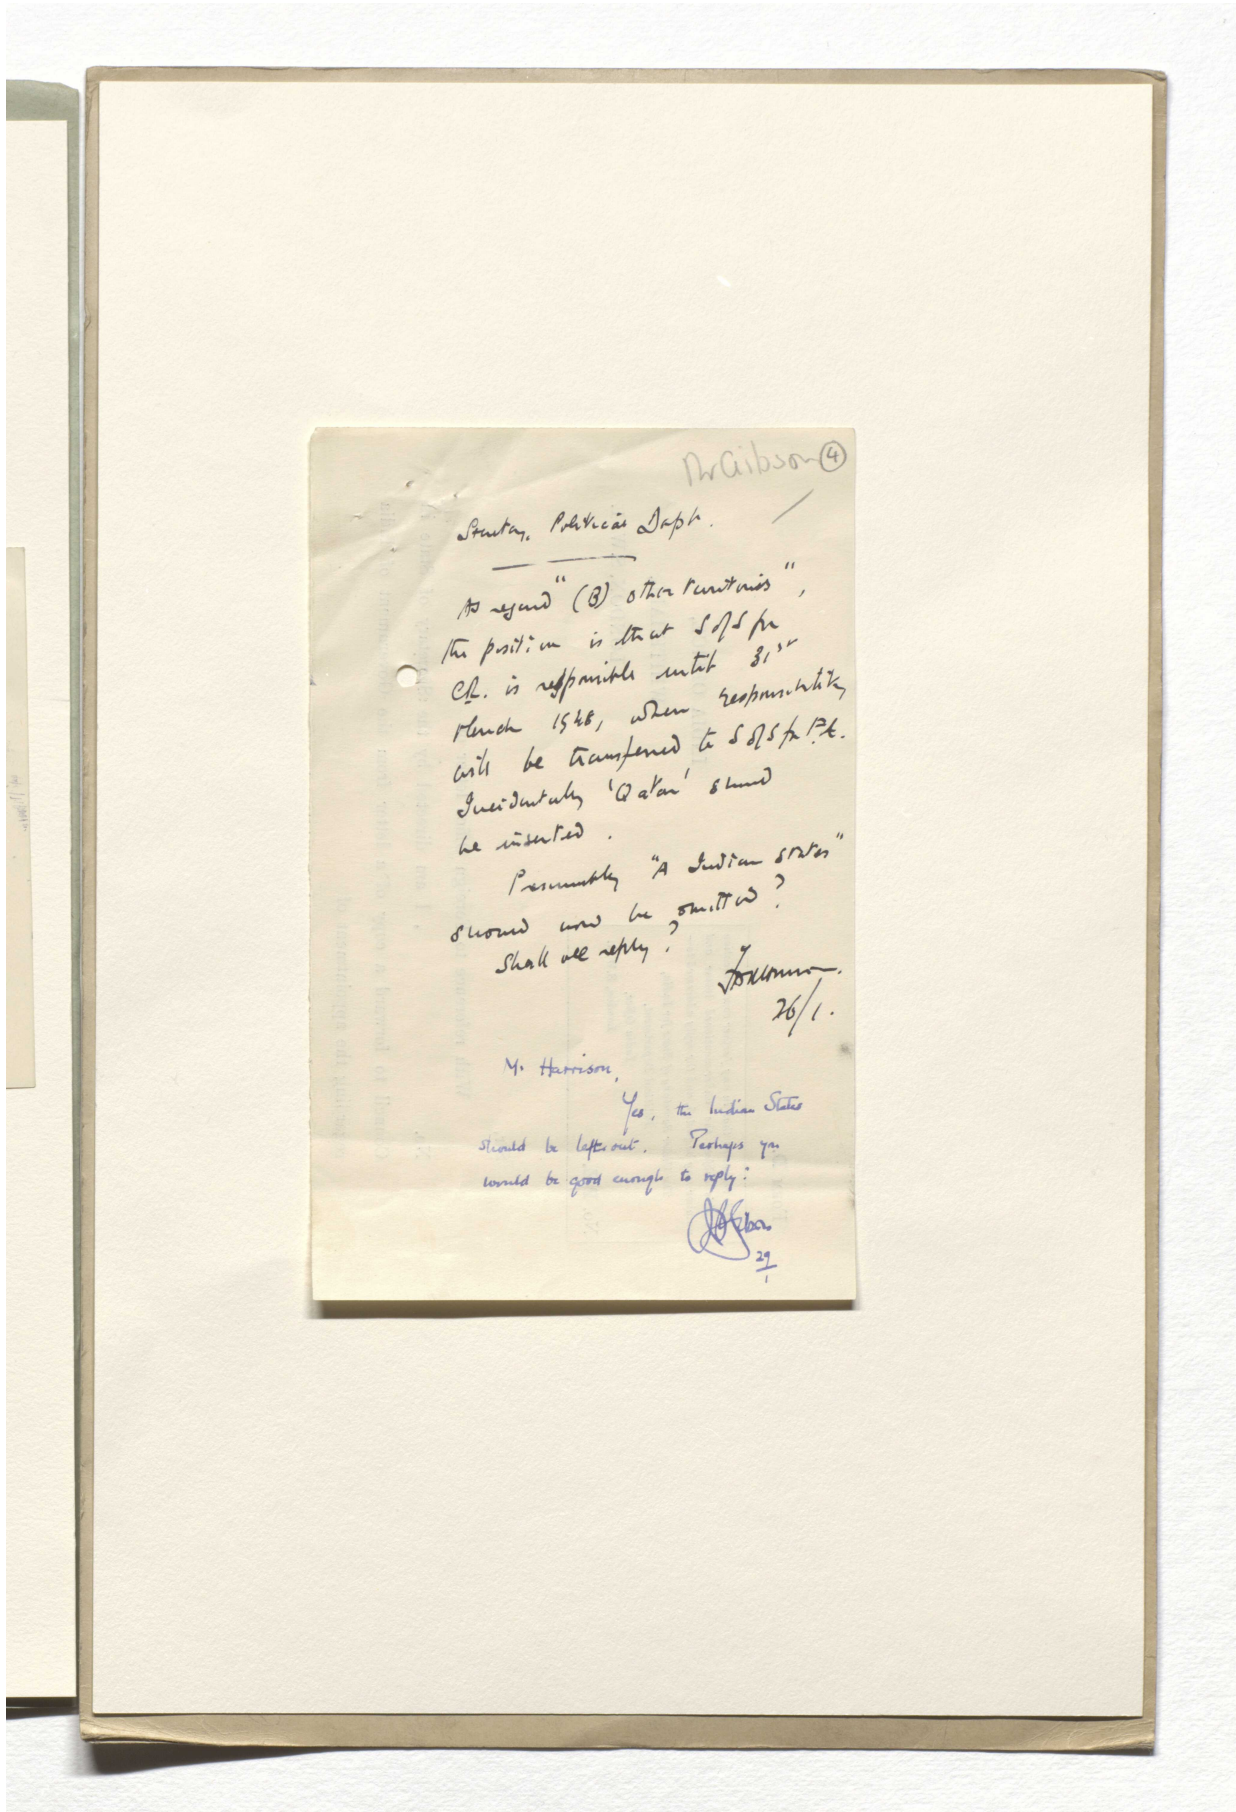 Mr Gibson 4
Secretary, Political Dept.
As regards "(B) other territories",
the position is that S of S for
C.R. is responsible until 31st
March 1948, when responsibility
will be transferred to S of S for F.A.
Incidentally 'Qatar' should
be inserted.
Presumably "A Indian States"
should now be omitted?
Shall we reply?
26/1.
Mr Harrison,
Yes, the Indian States
should be left out. Perhaps you
would be good enough to reply?
29
1